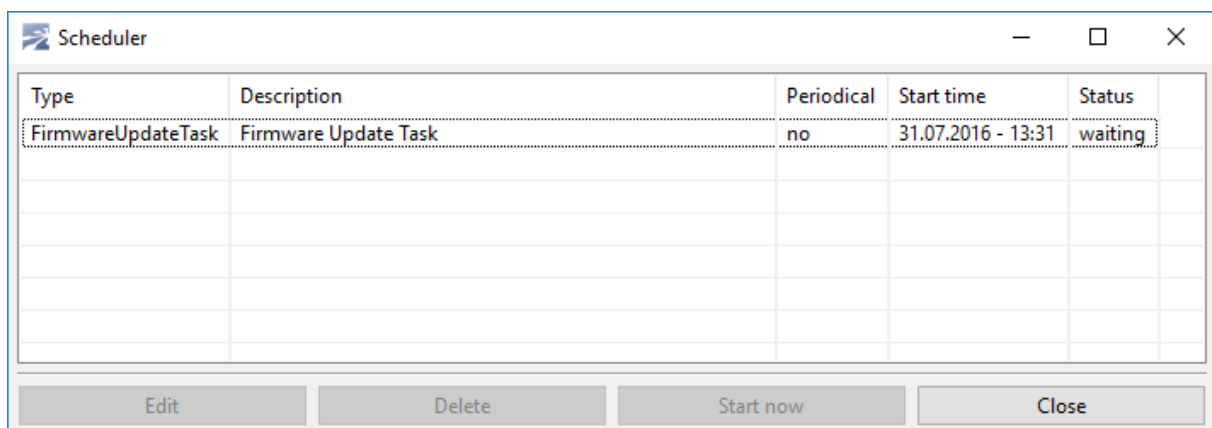 Scheduler
Type Description Periodical Start time Status
FirmwareUpdateTask Firmware Update Task no 31.07.2016 - 13:31 waiting
Edit Delete Start now Close